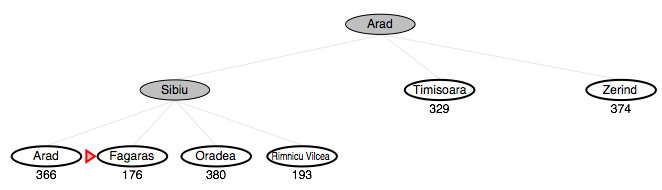 Arad
Sibiu
Timisoara
Zerind
329
374
Arad
Fagaras
Oradea
Rimnicu Vilcea
366
176
380
193